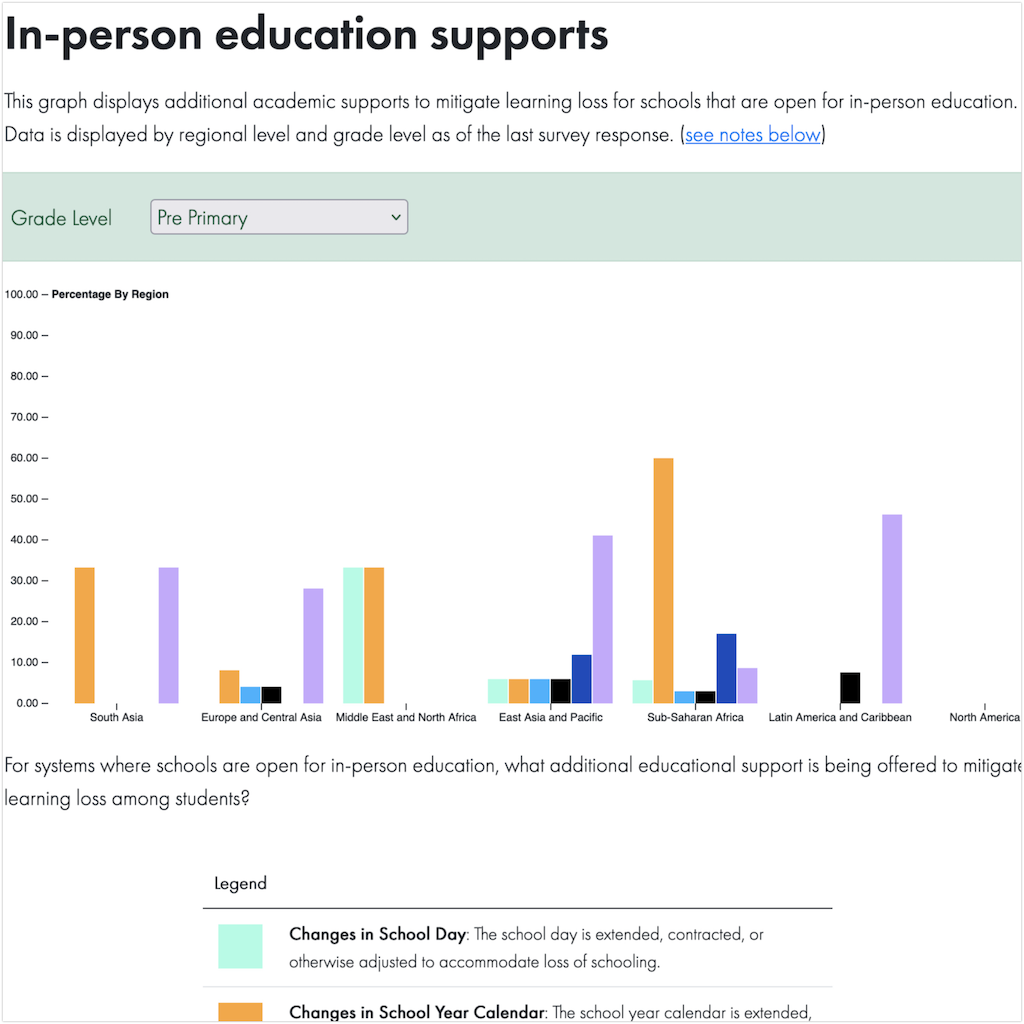 In-person education supports
This graph displays additional academic supports to mitigate learning loss for schools that are open for in-person education.
Data is displayed by regional level and grade level as of the last survey response. (see notes below)
Grade Level
Pre Primary
100.00
Percentage By Region
90.00
80.00
70.00
60.00
50.00
40.00
30.00
20.00
10.00
0.00
South Asia
Europe and Central Asia
Middle East and North Africa
East Asia and Pacific
Sub-Saharan Africa
Latin America and Caribbean
North America
For systems where schools are open for in-person education, what additional educational support is being offered to mitigate
learning loss among students?
Legend
Changes in School Day: The school day is extended, contracted, or
otherwise adjusted to accommodate loss of schooling.
Changes in School Year Calendar: The school year calendar is extended,